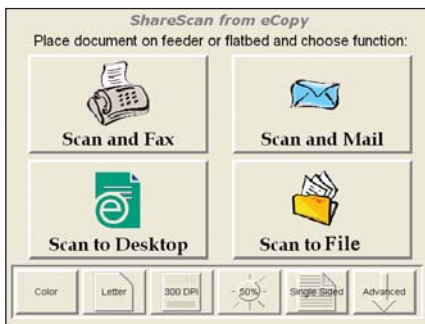 ShareScan from eCopy
Place document on feeder or flatbed and choose function:
Scan and Fax
Scan and Mail
Scan to Desktop
Scan to File
Color
Letter
300 DPI
50%
Single Sided
Advanced